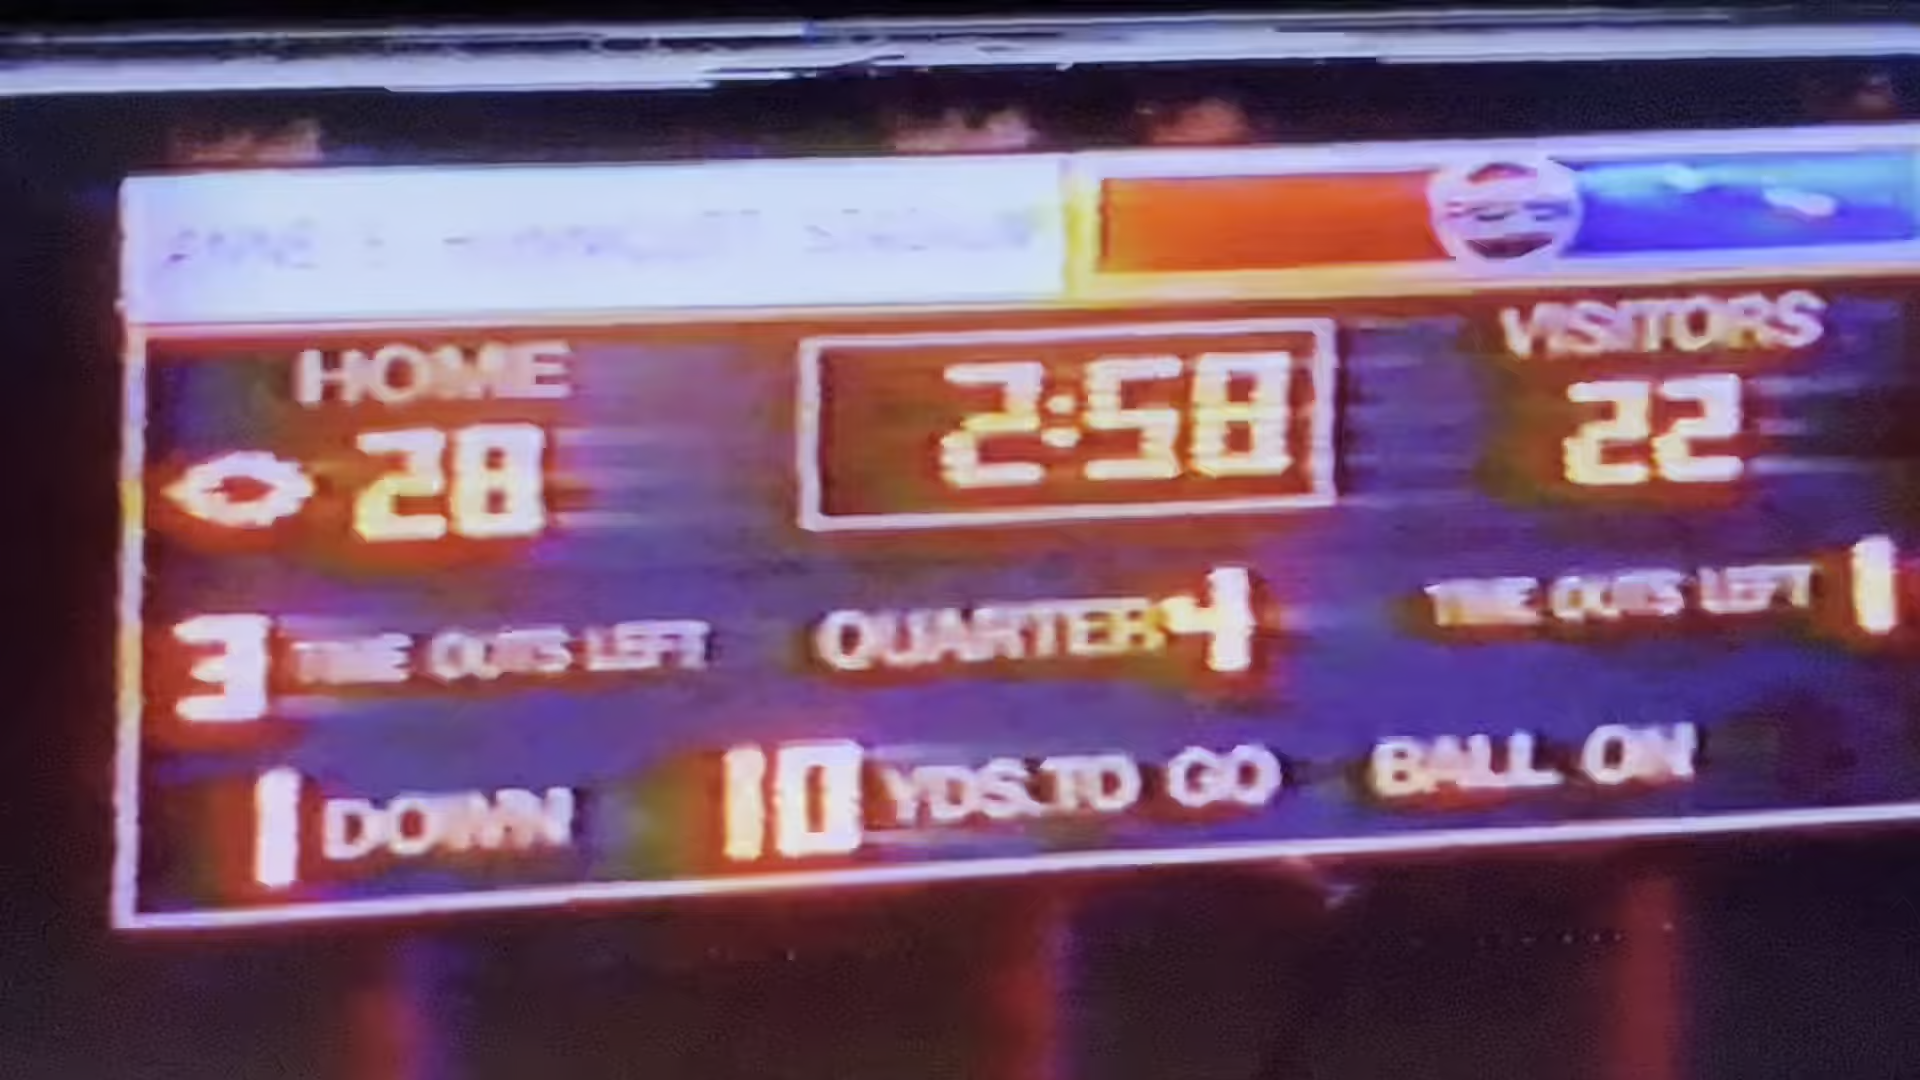 HOME 2:58 VISITORS
28 22
3 TIME OUTS LEFT QUARTER 4 TIME OUTS LEFT 1
1 DOWN 10 YDS.TO GO BALL ON